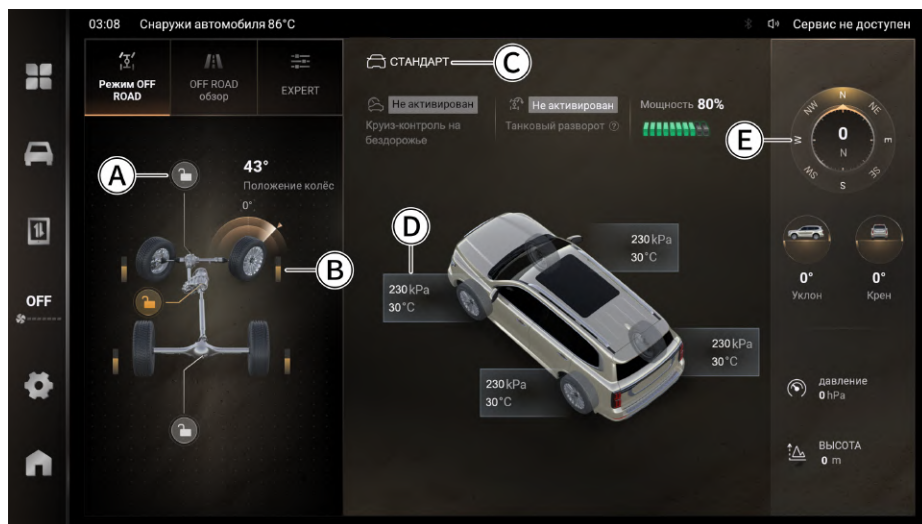 03:08 Снаружи автомобиля 86°C
Сервис не доступен
Режим OFF
ROAD
OFF ROAD
обзор
EXPERT
СТАНДАРТ
C
Не активирован
Круиз-контроль на
бездорожье
Не активирован
Танковый разворот ?
Мощность 80%
E
N
NE
E
SE
S
SW
W
NW
0
N
A
43°
Положение колёс
0°
B
D
230 kPa
30°C
230 kPa
30°C
230 kPa
30°C
230 kPa
30°C
0°
Уклон
0°
Крен
OFF
давление
0 hPa
ВЫСОТА
0 m